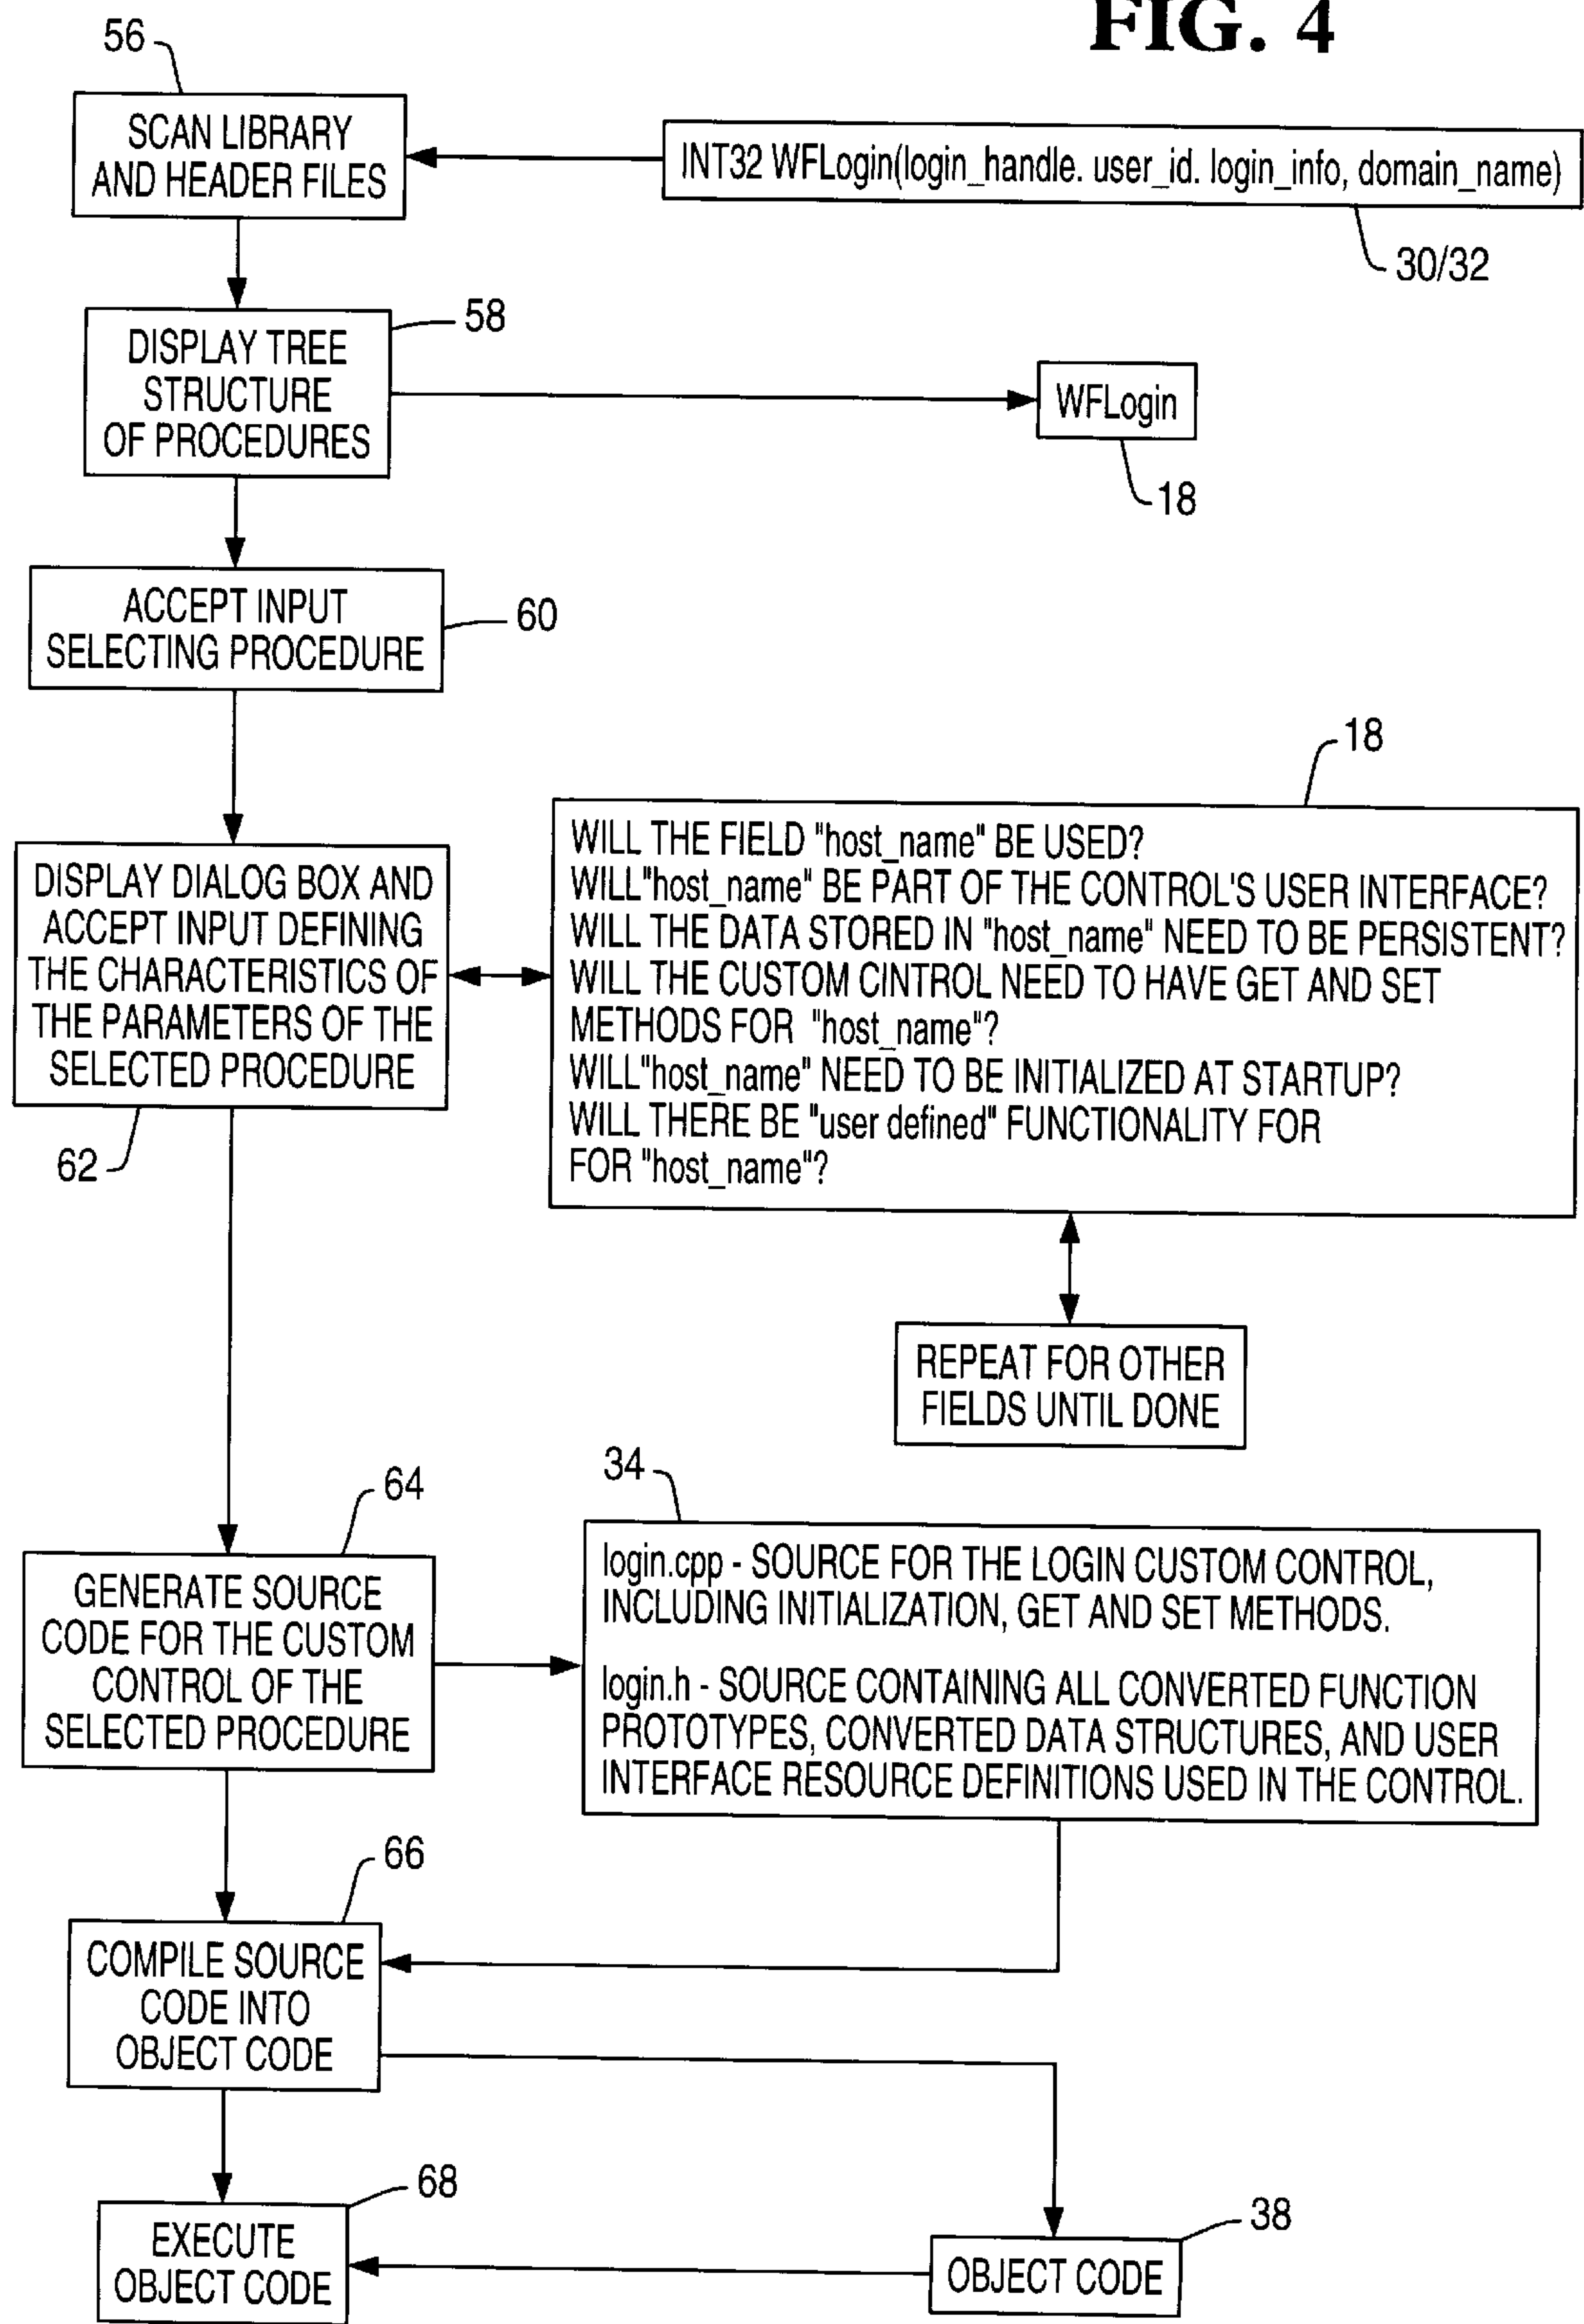 FIG. 4
56
SCAN LIBRARY
AND HEADER FILES
INT32 WFLogin(login_handle. user_id. login_info, domain_name)
30/32
DISPLAY TREE
STRUCTURE
OF PROCEDURES
58
WFLogin
18
ACCEPT INPUT
SELECTING PROCEDURE
60
18
DISPLAY DIALOG BOX AND
ACCEPT INPUT DEFINING
THE CHARACTERISTICS OF
THE PARAMETERS OF THE
SELECTED PROCEDURE
62
WILL THE FIELD "host_name" BE USED?
WILL"host_name" BE PART OF THE CONTROL'S USER INTERFACE?
WILL THE DATA STORED IN "host_name" NEED TO BE PERSISTENT?
WILL THE CUSTOM CINTROL NEED TO HAVE GET AND SET
METHODS FOR "host_name"?
WILL"host_name" NEED TO BE INITIALIZED AT STARTUP?
WILL THERE BE "user defined" FUNCTIONALITY FOR
FOR "host_name"?
REPEAT FOR OTHER
FIELDS UNTIL DONE
64
GENERATE SOURCE
CODE FOR THE CUSTOM
CONTROL OF THE
SELECTED PROCEDURE
34
login.cpp - SOURCE FOR THE LOGIN CUSTOM CONTROL,
INCLUDING INITIALIZATION, GET AND SET METHODS.
login.h - SOURCE CONTAINING ALL CONVERTED FUNCTION
PROTOTYPES, CONVERTED DATA STRUCTURES, AND USER
INTERFACE RESOURCE DEFINITIONS USED IN THE CONTROL.
66
COMPILE SOURCE
CODE INTO
OBJECT CODE
68
EXECUTE
OBJECT CODE
38
OBJECT CODE